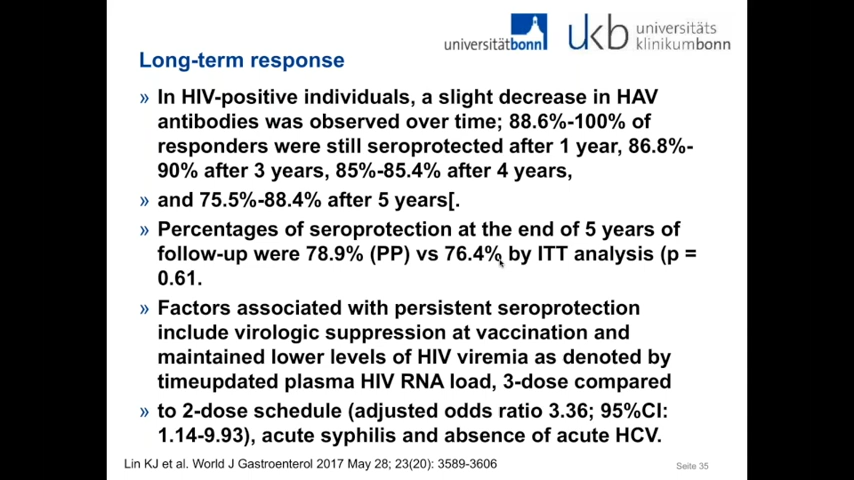 universitätbonn
ukb universitäts
klinikumbonn
Long-term response
» In HIV-positive individuals, a slight decrease in HAV
antibodies was observed over time; 88.6%-100% of
responders were still seroprotected after 1 year, 86.8%-
90% after 3 years, 85%-85.4% after 4 years,
» and 75.5%-88.4% after 5 years[.
» Percentages of seroprotection at the end of 5 years of
follow-up were 78.9% (PP) vs 76.4% by ITT analysis (p =
0.61.
» Factors associated with persistent seroprotection
include virologic suppression at vaccination and
maintained lower levels of HIV viremia as denoted by
timeupdated plasma HIV RNA load, 3-dose compared
» to 2-dose schedule (adjusted odds ratio 3.36; 95%CI:
1.14-9.93), acute syphilis and absence of acute HCV.
Lin KJ et al. World J Gastroenterol 2017 May 28; 23(20): 3589-3606
Seite 35